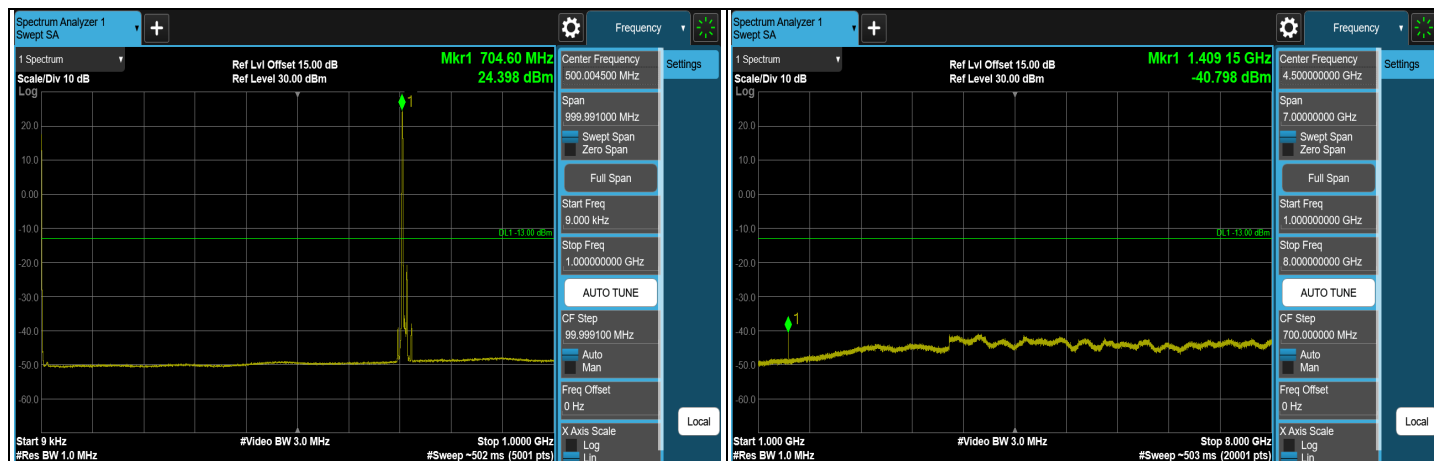 Spectrum Analyzer 1
Swept SA
+
Frequency
1 Spectrum
Scale/Div 10 dB
Log
Ref Lvl Offset 15.00 dB
Ref Level 30.00 dBm
Mkr1 704.60 MHz
24.398 dBm
1
20.0
10.0
0.00
-10.0
-20.0
-30.0
-40.0
-50.0
-60.0
DL1 -13.00 dBm
Start 9 kHz
#Res BW 1.0 MHz
#Video BW 3.0 MHz
Stop 1.0000 GHz
#Sweep ~502 ms (5001 pts)
Center Frequency
500.004500 MHz
Span
999.991000 MHz
Swept Span
Zero Span
Full Span
Start Freq
9.000 kHz
Stop Freq
1.000000000 GHz
AUTO TUNE
CF Step
99.999100 MHz
Auto
Man
Freq Offset
0 Hz
X Axis Scale
Log
Lin
Settings
Local
Spectrum Analyzer 1
Swept SA
+
Frequency
1 Spectrum
Scale/Div 10 dB
Log
Ref Lvl Offset 15.00 dB
Ref Level 30.00 dBm
Mkr1 1.409 15 GHz
-40.798 dBm
1
20.0
10.0
0.00
-10.0
-20.0
-30.0
-40.0
-50.0
-60.0
DL1 -13.00 dBm
Start 1.000 GHz
#Res BW 1.0 MHz
#Video BW 3.0 MHz
Stop 8.000 GHz
#Sweep ~503 ms (20001 pts)
Center Frequency
4.500000000 GHz
Span
7.00000000 GHz
Swept Span
Zero Span
Full Span
Start Freq
1.000000000 GHz
Stop Freq
8.000000000 GHz
AUTO TUNE
CF Step
700.000000 MHz
Auto
Man
Freq Offset
0 Hz
X Axis Scale
Log
Lin
Settings
Local